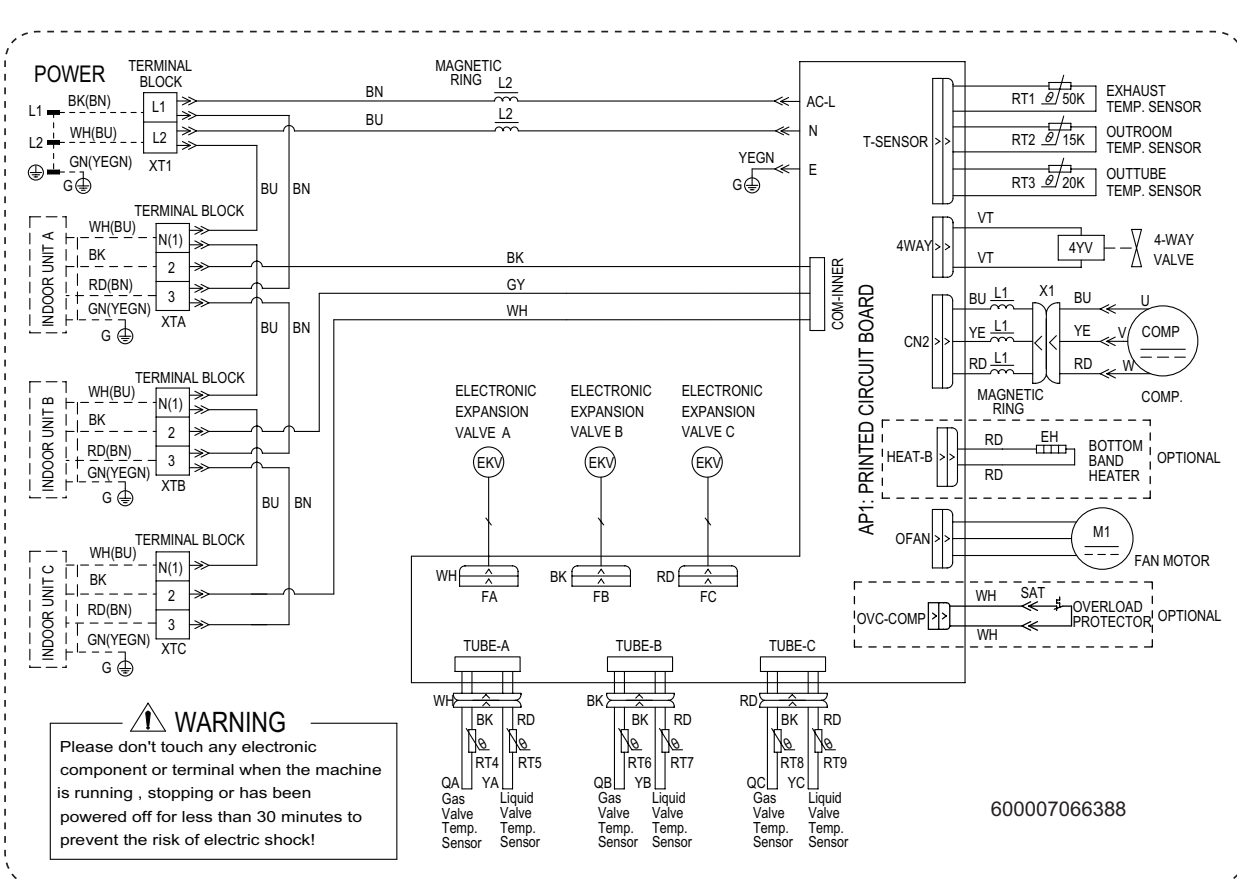 POWER
TERMINAL
BLOCK
L1
BK(BN)
L1
L2
WH(BU)
L2
GN(YEGN)
XT1
G
BN
BU
MAGNETIC
RING
L2
L2
AC-L
N
YEGN
E
G
BU
BN
INDOOR UNIT A
TERMINAL BLOCK
WH(BU)
N(1)
BK
2
RD(BN)
3
GN(YEGN)
XTA
G
BK
GY
WH
COM-INNER
BU
BN
INDOOR UNIT B
TERMINAL BLOCK
WH(BU)
N(1)
BK
2
RD(BN)
3
GN(YEGN)
XTB
G
BU
BN
INDOOR UNIT C
TERMINAL BLOCK
WH(BU)
N(1)
BK
2
RD(BN)
3
GN(YEGN)
XTC
G
ELECTRONIC
EXPANSION
VALVE A
EKV
WH
FA
ELECTRONIC
EXPANSION
VALVE B
EKV
BK
FB
ELECTRONIC
EXPANSION
VALVE C
EKV
RD
FC
AP1: PRINTED CIRCUIT BOARD
T-SENSOR
RT1 θ 50K
EXHAUST
TEMP. SENSOR
RT2 θ 15K
OUTROOM
TEMP. SENSOR
RT3 θ 20K
OUTTUBE
TEMP. SENSOR
4WAY
VT
VT
4YV
4-WAY
VALVE
CN2
BU
L1
X1
BU
U
YE
L1
YE
V
RD
L1
RD
W
COMP
MAGNETIC
RING
COMP.
HEAT-B
RD
EH
RD
BOTTOM
BAND
HEATER
OPTIONAL
OFAN
M1
FAN MOTOR
OVC-COMP
WH
SAT
WH
OVERLOAD
PROTECTOR
OPTIONAL
TUBE-A
WH
BK
RD
θ
RT4
θ
RT5
QA
YA
Gas
Valve
Temp.
Sensor
Liquid
Valve
Temp.
Sensor
TUBE-B
BK
BK
RD
θ
RT6
θ
RT7
QB
YB
Gas
Valve
Temp.
Sensor
Liquid
Valve
Temp.
Sensor
TUBE-C
RD
BK
RD
θ
RT8
θ
RT9
QC
YC
Gas
Valve
Temp.
Sensor
Liquid
Valve
Temp.
Sensor
WARNING
Please don't touch any electronic
component or terminal when the machine
is running , stopping or has been
powered off for less than 30 minutes to
prevent the risk of electric shock!
600007066388